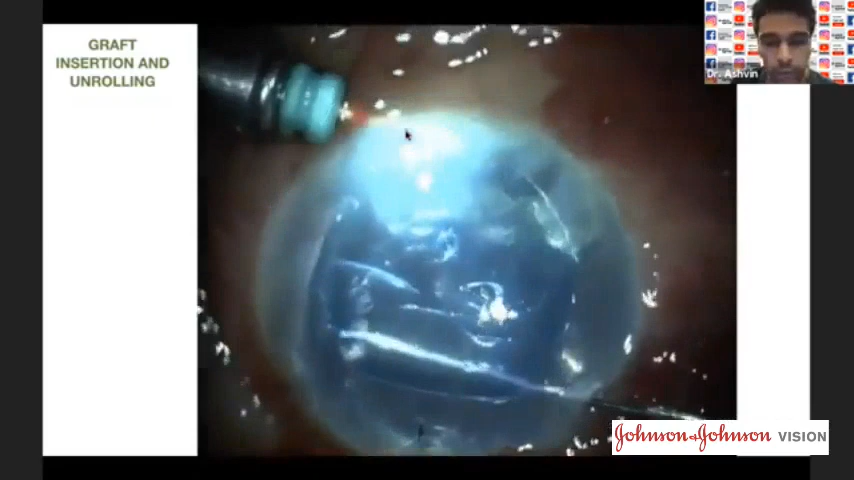 GRAFT
INSERTION AND
UNROLLING
Dr. Ashvin
Johnson+Johnson VISION